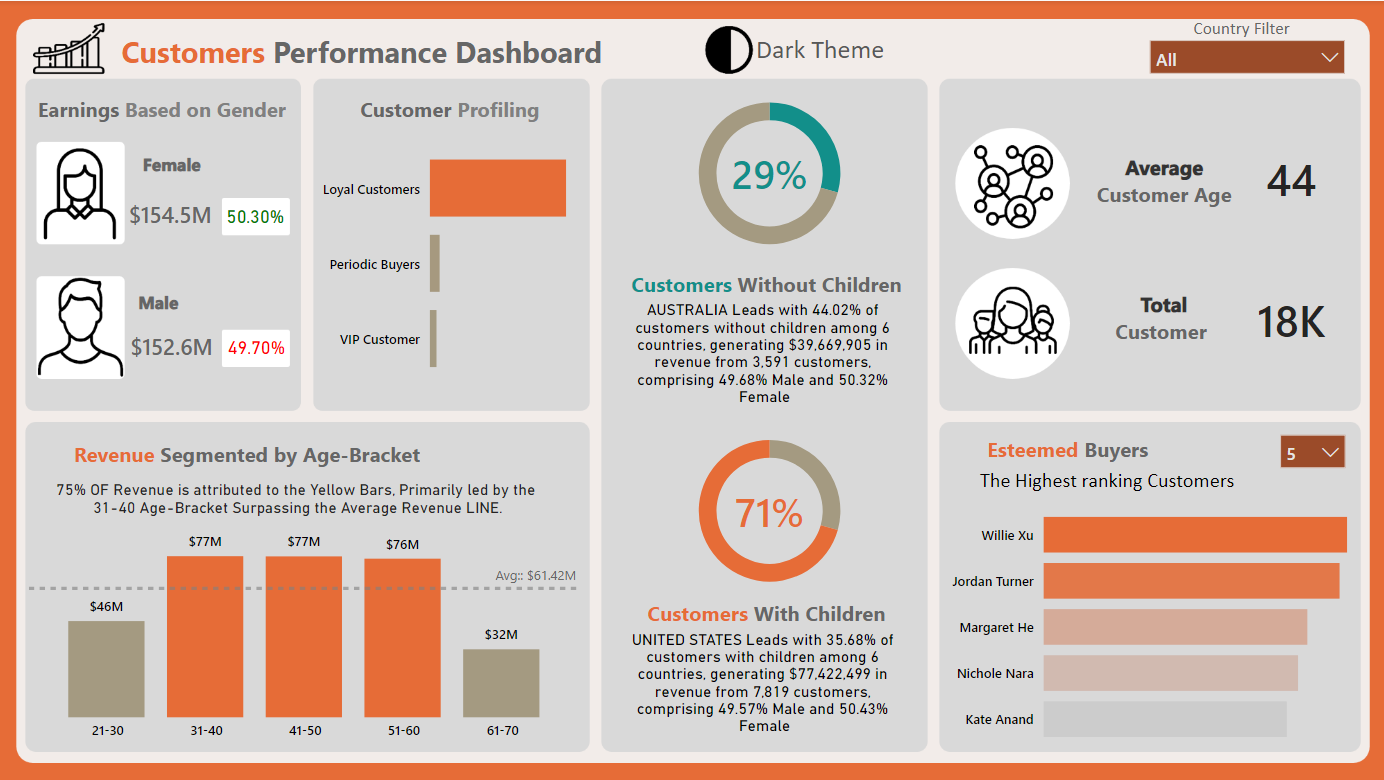 Customers Performance Dashboard
Dark Theme
Country Filter
All
Earnings Based on Gender
Female
$154.5M
50.30%
Male
$152.6M
49.70%
Customer Profiling
Loyal Customers
Periodic Buyers
VIP Customer
29%
Customers Without Children
AUSTRALIA Leads with 44.02% of
customers without children among 6
countries, generating $39,669,905 in
revenue from 3,591 customers,
comprising 49.68% Male and 50.32%
Female
71%
Customers With Children
UNITED STATES Leads with 35.68% of
customers with children among 6
countries, generating $77,422,499 in
revenue from 7,819 customers,
comprising 49.57% Male and 50.43%
Female
Average
Customer Age
44
Total
Customer
18K
Revenue Segmented by Age-Bracket
75% OF Revenue is attributed to the Yellow Bars, Primarily led by the
31-40 Age-Bracket Surpassing the Average Revenue LINE.
$77M
$77M
$76M
Avg:: $61.42M
$46M
$32M
21-30
31-40
41-50
51-60
61-70
Esteemed Buyers
5
The Highest ranking Customers
Willie Xu
Jordan Turner
Margaret He
Nichole Nara
Kate Anand